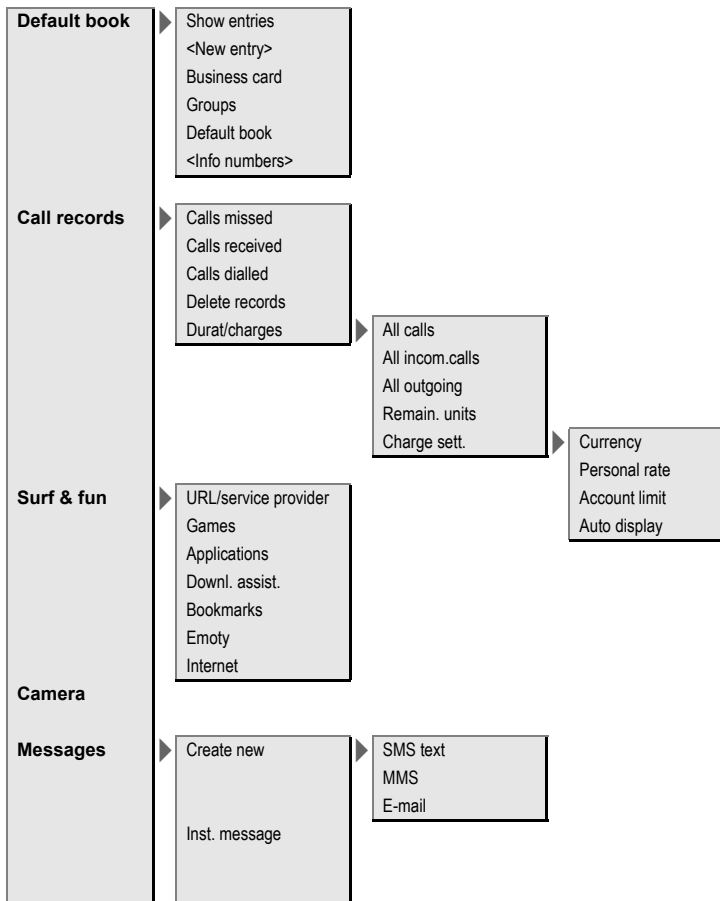 Default book
Show entries
<New entry>
Business card
Groups
Default book
<Info numbers>
Call records
Calls missed
Calls received
Calls dialled
Delete records
Durat/charges
All calls
All incom.calls
All outgoing
Remain. units
Charge sett.
Currency
Personal rate
Account limit
Auto display
Surf & fun
URL/service provider
Games
Applications
Downl. assist.
Bookmarks
Emoty
Internet
Camera
Messages
Create new
SMS text
MMS
E-mail
Inst. message